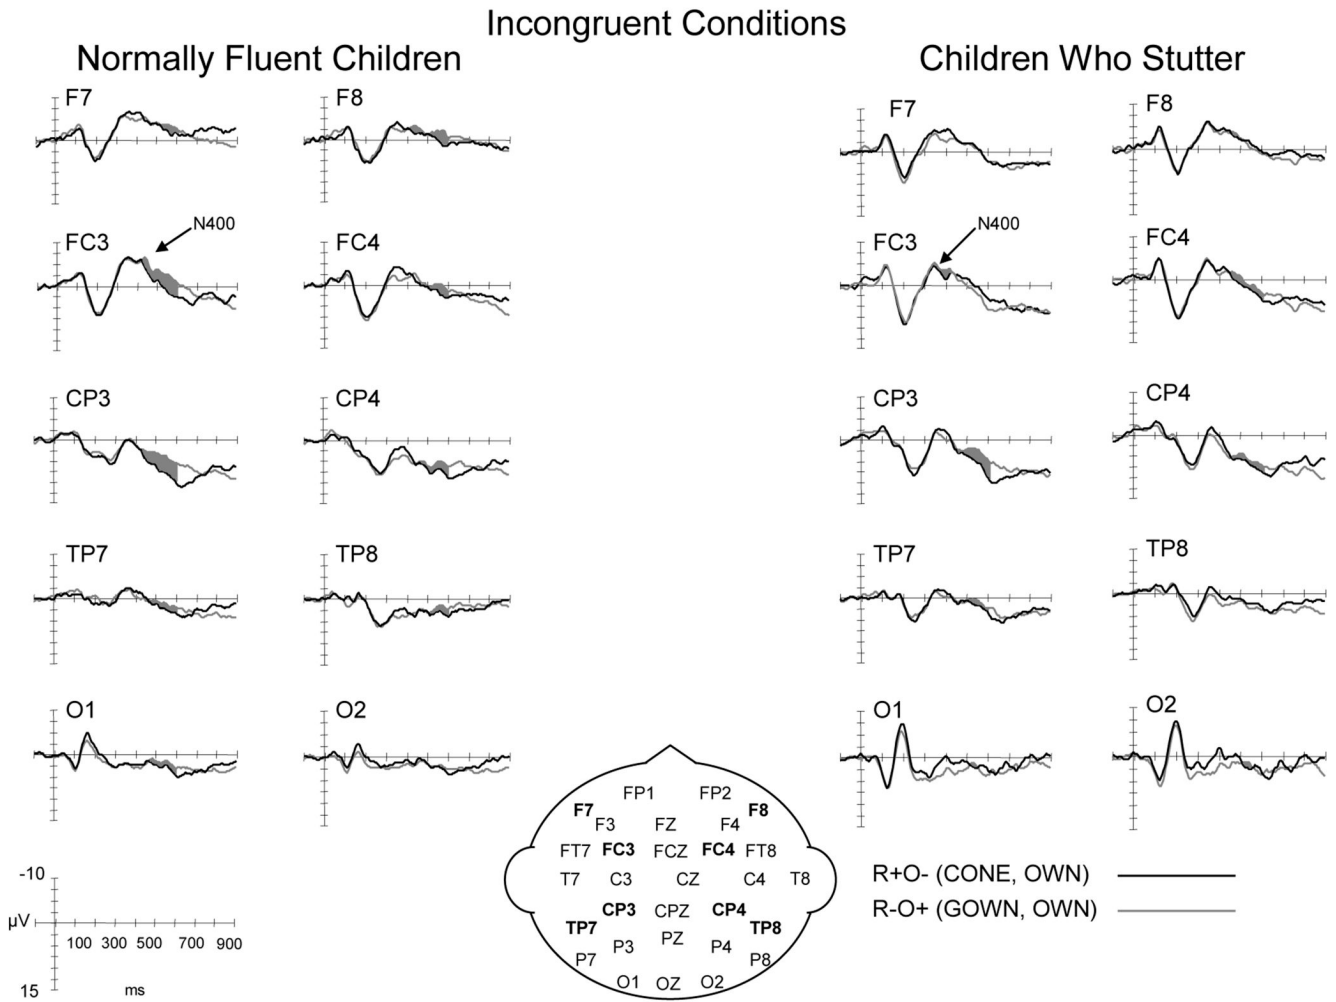 Incongruent Conditions
Normally Fluent Children
Children Who Stutter
F7
F8
F7
F8
N400
FC3
FC4
N400
FC3
FC4
CP3
CP4
CP3
CP4
TP7
TP8
TP7
TP8
O1
O2
O1
O2
FP1 FP2
F7 F8
F3 FZ F4
FT7 FC3 FCZ FC4 FT8
T7 C3 CZ C4 T8
CP3 CPZ CP4
TP7 TP8
P3 PZ P4
P7 P8
O1 OZ O2
-10
µV
100 300 500 700 900
15
ms
R+O- (CONE, OWN)
R-O+ (GOWN, OWN)